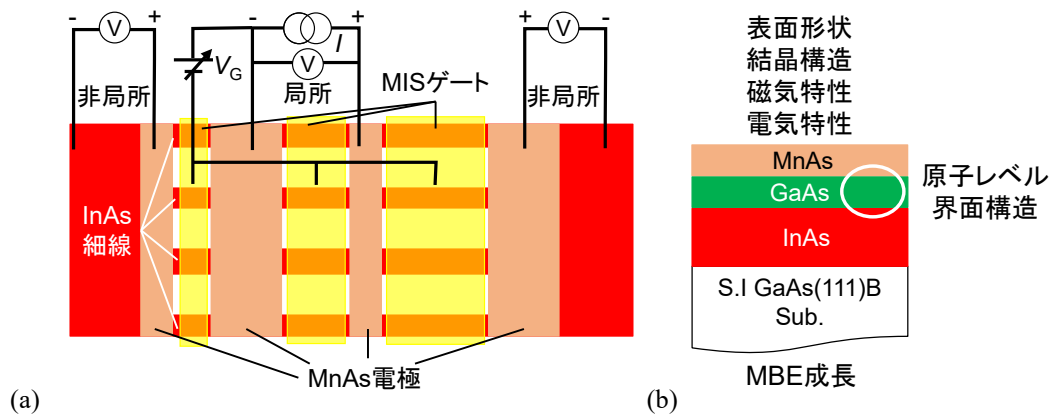 - V +
V_G
- I +
V
- V +
非局所
局所
MISゲート
非局所
InAs
細線
MnAs電極
(a)
表面形状
結晶構造
磁気特性
電気特性
MnAs
GaAs
InAs
原子レベル
界面構造
S.I GaAs(111)B
Sub.
MBE成長
(b)